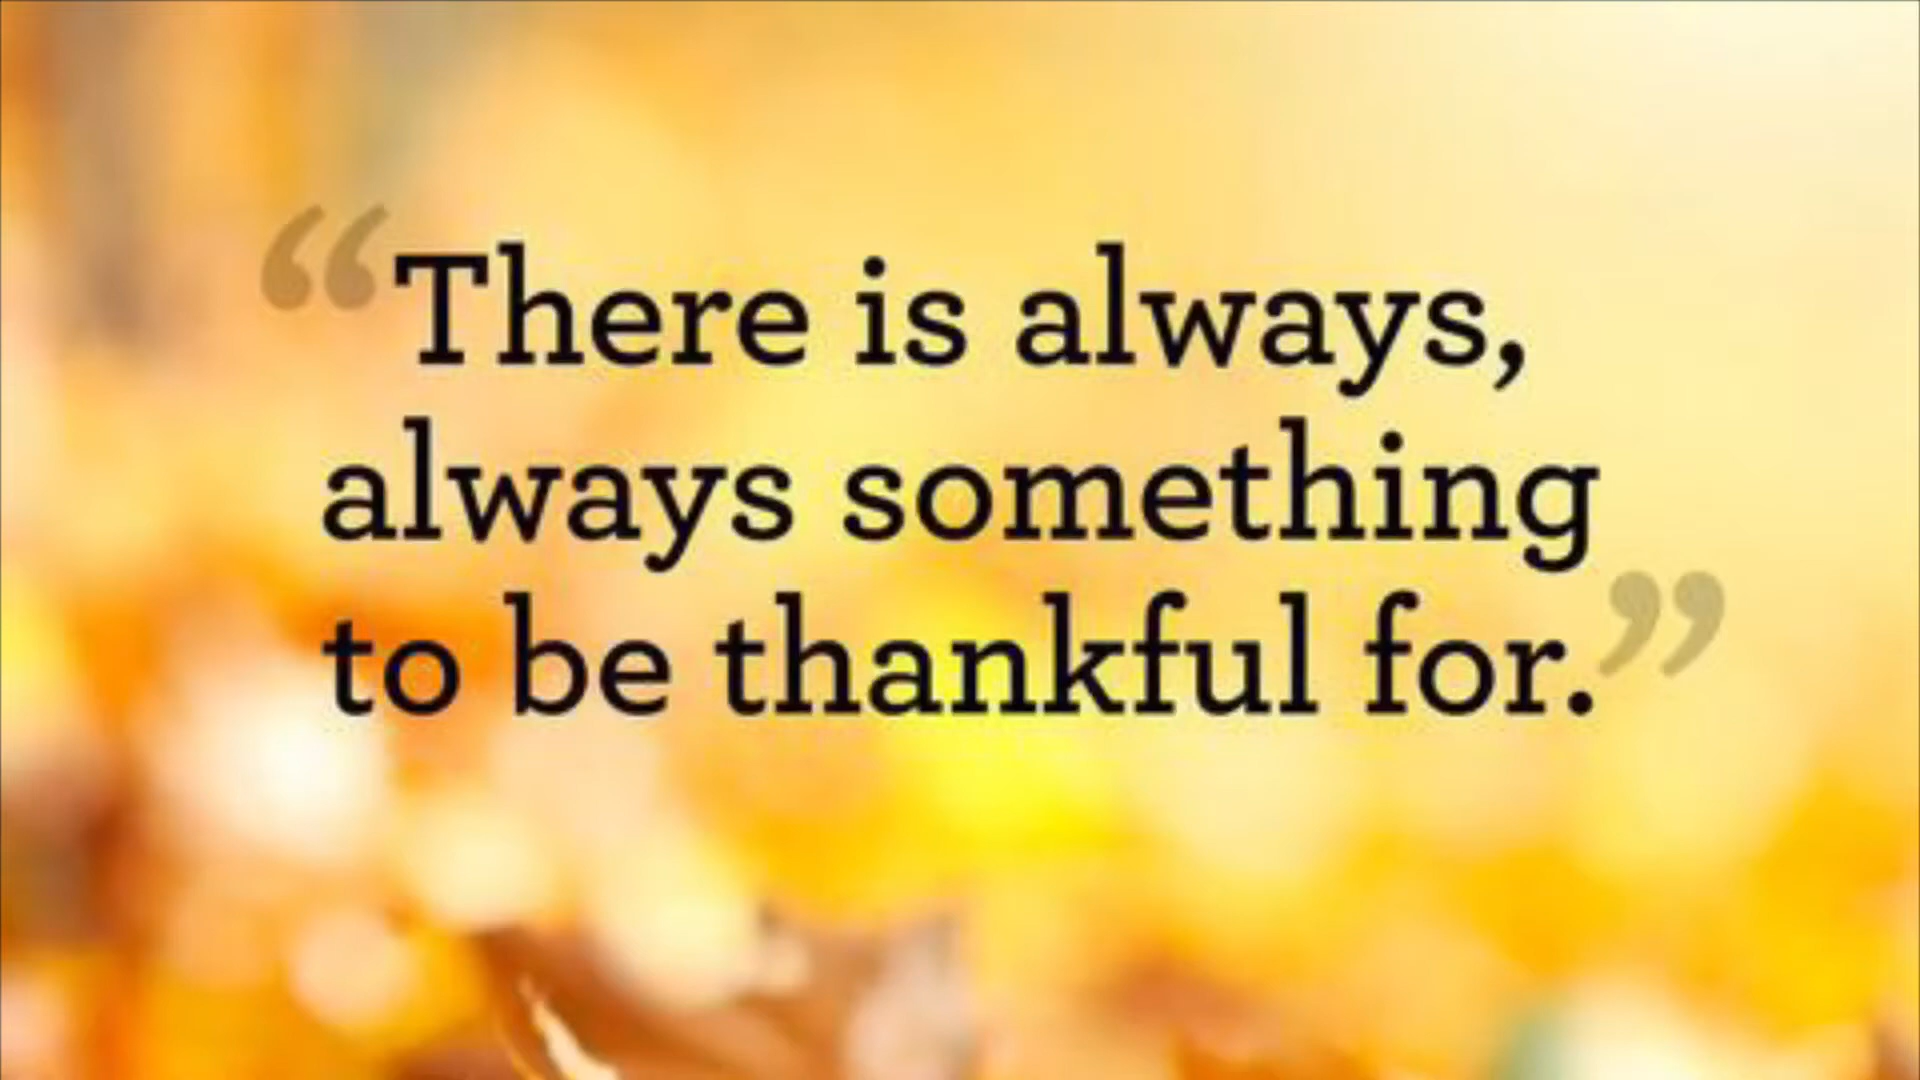 “There is always,
always something
to be thankful for.”